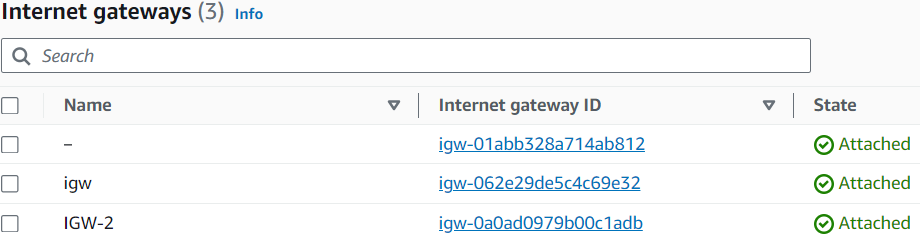 Internet gateways (3) Info
Search
Name Internet gateway ID State
– igw-01abb328a714ab812 Attached
igw igw-062e29de5c4c69e32 Attached
IGW-2 igw-0a0ad0979b00c1adb Attached